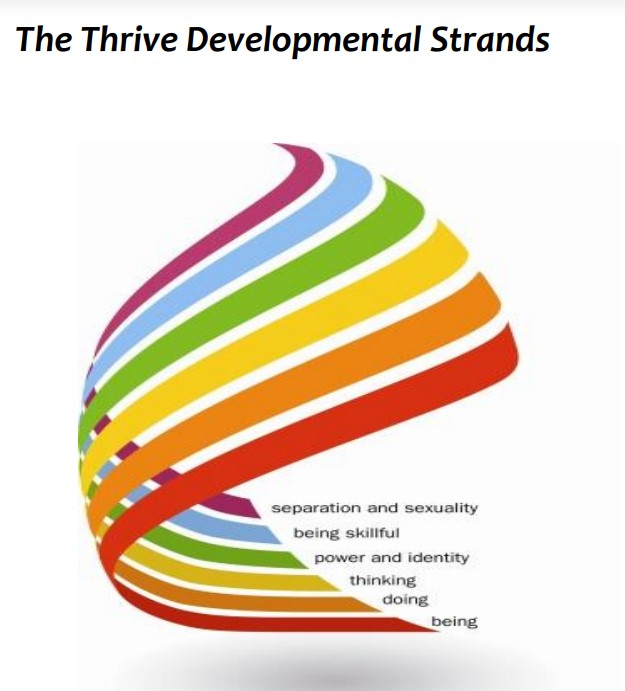 The Thrive Developmental Strands
separation and sexuality
being skillful
power and identity
thinking
doing
being